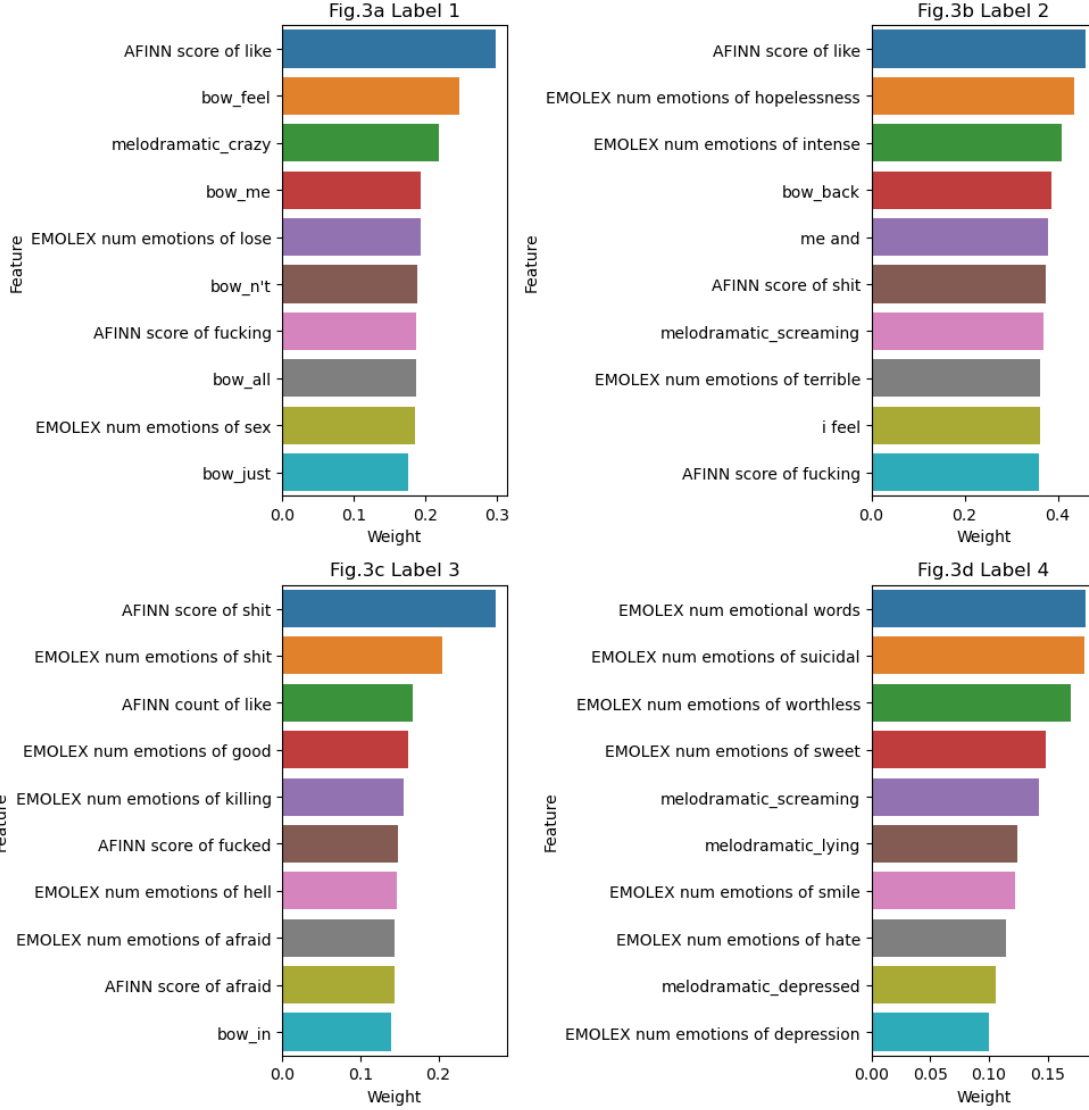 Fig.3a Label 1
AFINN score of like
bow_feel
melodramatic_crazy
bow_me
EMOLEX num emotions of lose
bow_n't
AFINN score of fucking
bow_all
EMOLEX num emotions of sex
bow_just
Feature
0.0 0.1 0.2 0.3
Weight
Fig.3b Label 2
AFINN score of like
EMOLEX num emotions of hopelessness
EMOLEX num emotions of intense
bow_back
me and
AFINN score of shit
melodramatic_screaming
EMOLEX num emotions of terrible
i feel
AFINN score of fucking
Feature
0.0 0.2 0.4
Weight
Fig.3c Label 3
AFINN score of shit
EMOLEX num emotions of shit
AFINN count of like
EMOLEX num emotions of good
EMOLEX num emotions of killing
AFINN score of fucked
EMOLEX num emotions of hell
EMOLEX num emotions of afraid
AFINN score of afraid
bow_in
Feature
0.0 0.1 0.2
Weight
Fig.3d Label 4
EMOLEX num emotional words
EMOLEX num emotions of suicidal
EMOLEX num emotions of worthless
EMOLEX num emotions of sweet
melodramatic_screaming
melodramatic_lying
EMOLEX num emotions of smile
EMOLEX num emotions of hate
melodramatic_depressed
EMOLEX num emotions of depression
Feature
0.00 0.05 0.10 0.15
Weight